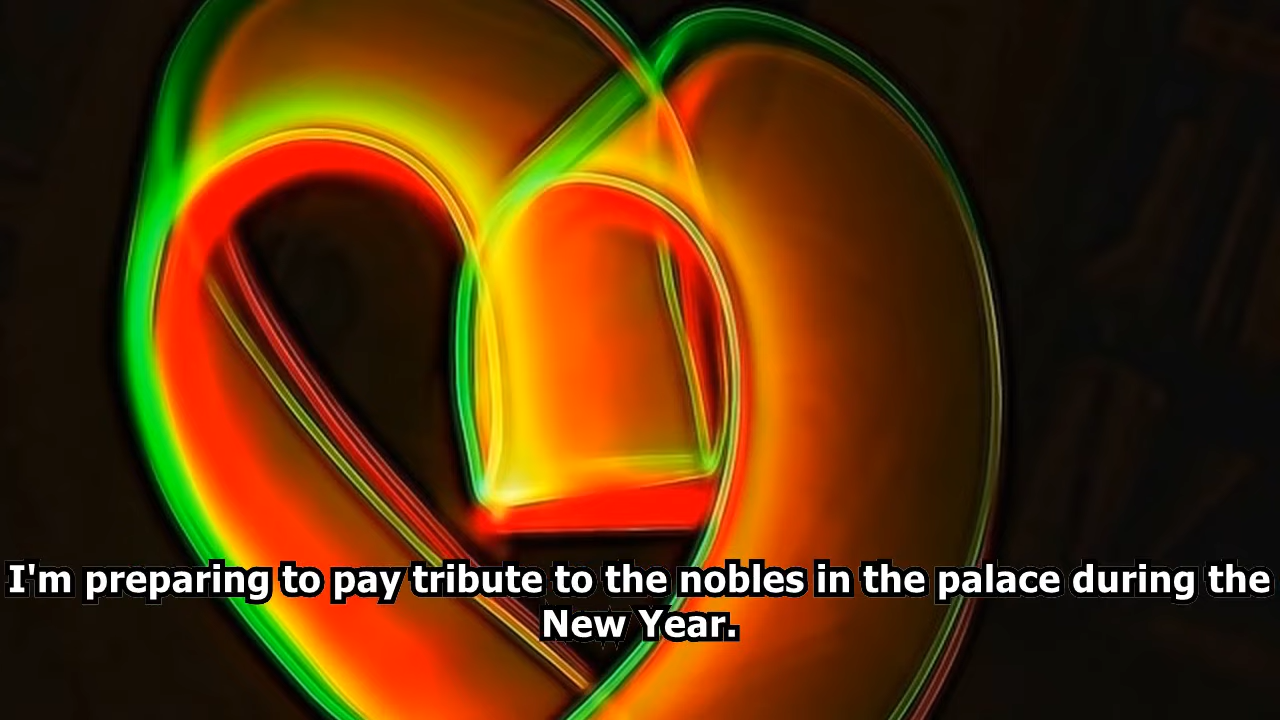 I'm preparing to pay tribute to the nobles in the palace during the
New Year.